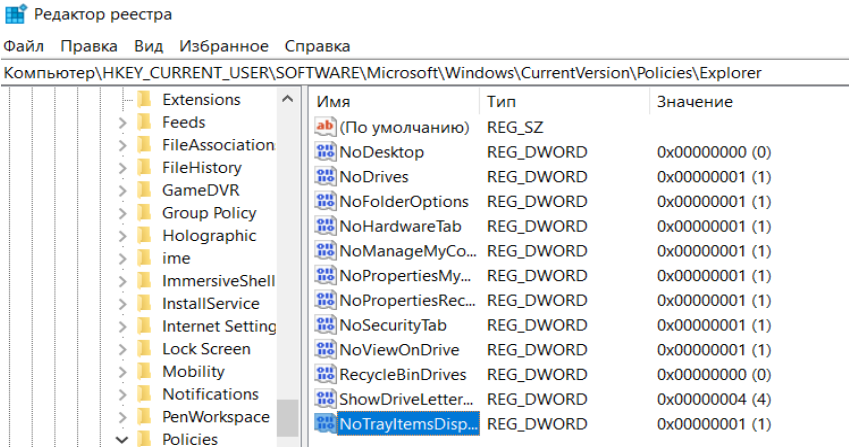 Редактор реестра
Файл Правка Вид Избранное Справка
Компьютер\HKEY_CURRENT_USER\SOFTWARE\Microsoft\Windows\CurrentVersion\Policies\Explorer
Extensions
Feeds
FileAssociation
FileHistory
GameDVR
Group Policy
Holographic
ime
ImmersiveShell
InstallService
Internet Setting
Lock Screen
Mobility
Notifications
PenWorkspace
Policies
Имя Тип Значение
(По умолчанию) REG_SZ
NoDesktop REG_DWORD 0x00000000 (0)
NoDrives REG_DWORD 0x00000001 (1)
NoFolderOptions REG_DWORD 0x00000001 (1)
NoHardwareTab REG_DWORD 0x00000001 (1)
NoManageMyCo... REG_DWORD 0x00000001 (1)
NoPropertiesMy... REG_DWORD 0x00000001 (1)
NoPropertiesRec... REG_DWORD 0x00000001 (1)
NoSecurityTab REG_DWORD 0x00000001 (1)
NoViewOnDrive REG_DWORD 0x00000001 (1)
RecycleBinDrives REG_DWORD 0x00000000 (0)
ShowDriveLetter... REG_DWORD 0x00000004 (4)
NoTrayItemsDisp... REG_DWORD 0x00000001 (1)